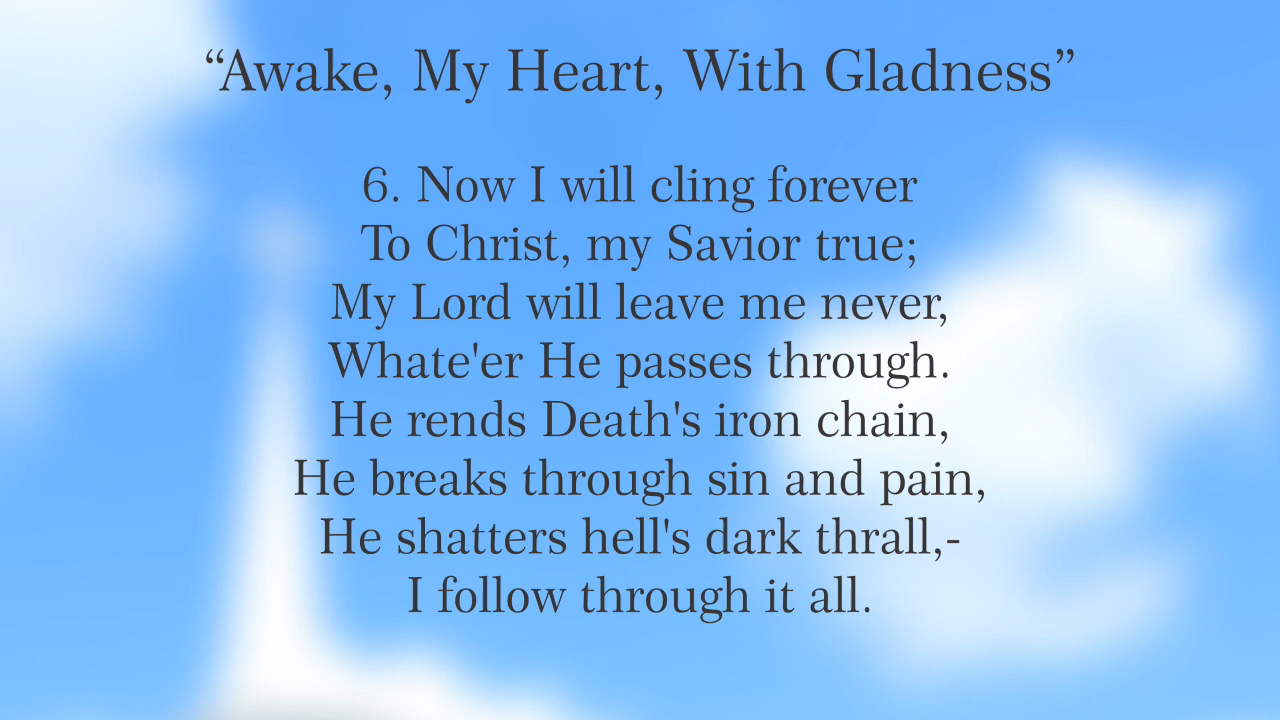 “Awake, My Heart, With Gladness”
6. Now I will cling forever
To Christ, my Savior true;
My Lord will leave me never,
Whate'er He passes through.
He rends Death's iron chain,
He breaks through sin and pain,
He shatters hell's dark thrall,-
I follow through it all.